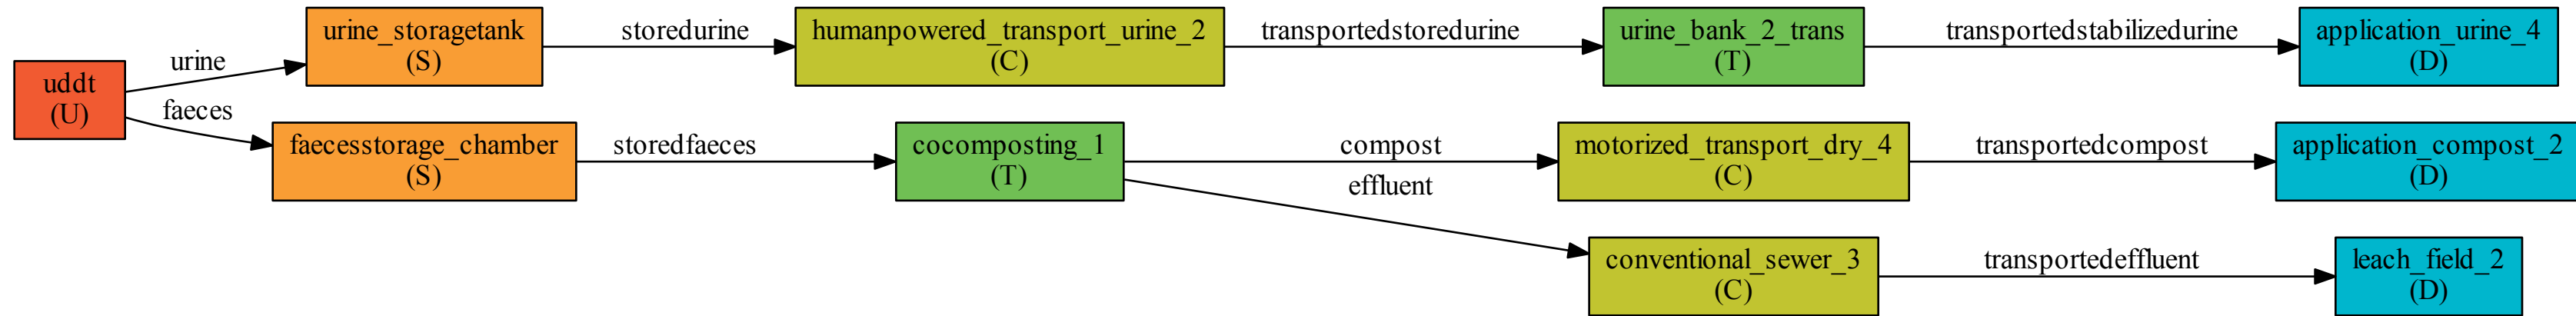 uddt
(U)
urine
faeces
urine_storagetank
(S)
storedurine
humanpowered_transport_urine_2
(C)
transportedstoredurine
urine_bank_2_trans
(T)
transportedstabilizedurine
application_urine_4
(D)
faecesstorage_chamber
(S)
storedfaeces
cocomposting_1
(T)
compost
effluent
motorized_transport_dry_4
(C)
transportedcompost
application_compost_2
(D)
conventional_sewer_3
(C)
transportedeffluent
leach_field_2
(D)